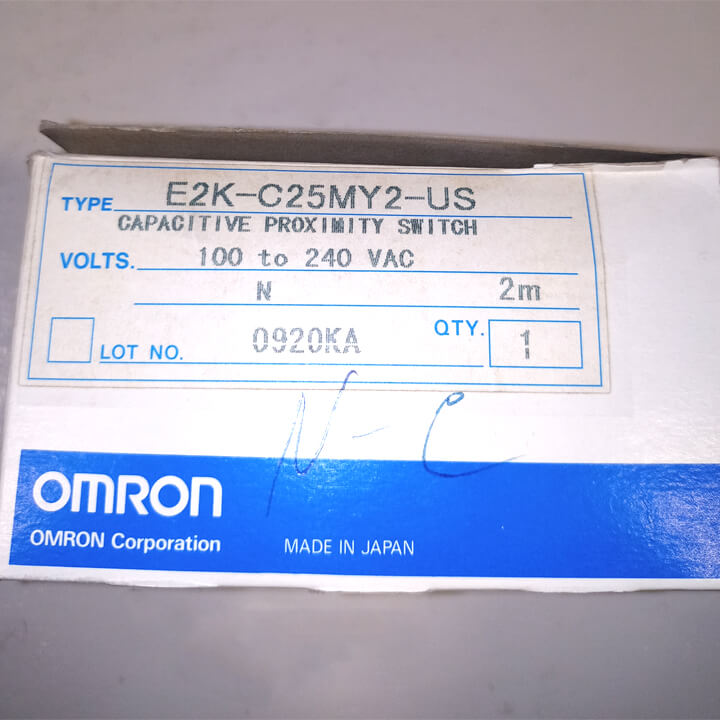 TYPE E2K-C25MY2-US
CAPACITIVE PROXIMITY SWITCH
VOLTS. 100 to 240 VAC
N 2m
LOT NO. 0920KA QTY. 1
N-C
OMRON
OMRON Corporation MADE IN JAPAN